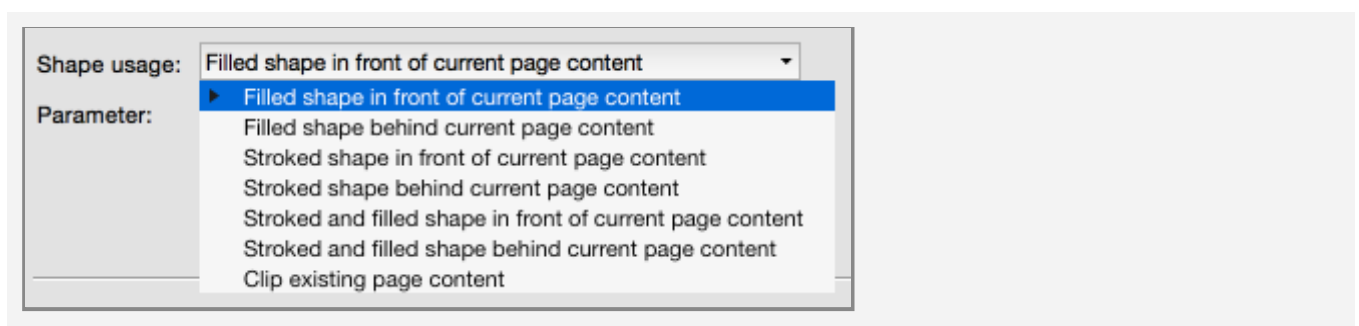 Shape usage: Filled shape in front of current page content
Filled shape in front of current page content
Parameter:
Filled shape behind current page content
Stroked shape in front of current page content
Stroked shape behind current page content
Stroked and filled shape in front of current page content
Stroked and filled shape behind current page content
Clip existing page content